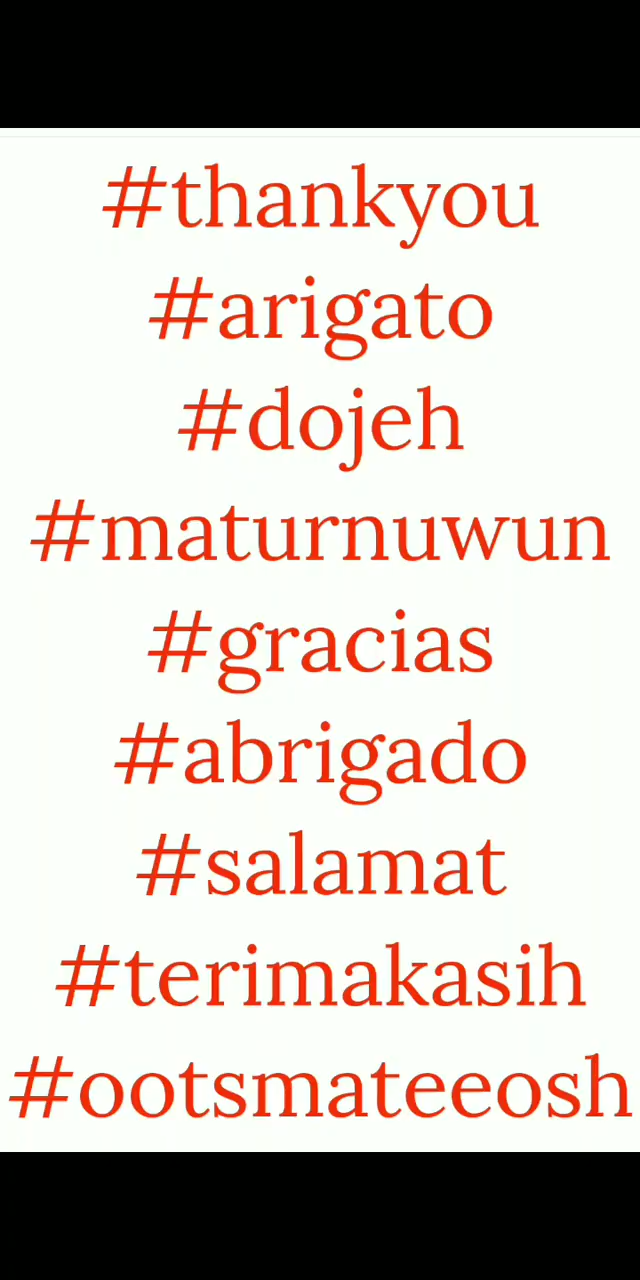 #thankyou
#arigato
#dojeh
#maturnuwun
#gracias
#abrigado
#salamat
#terimakasih
#ootsmateeosh